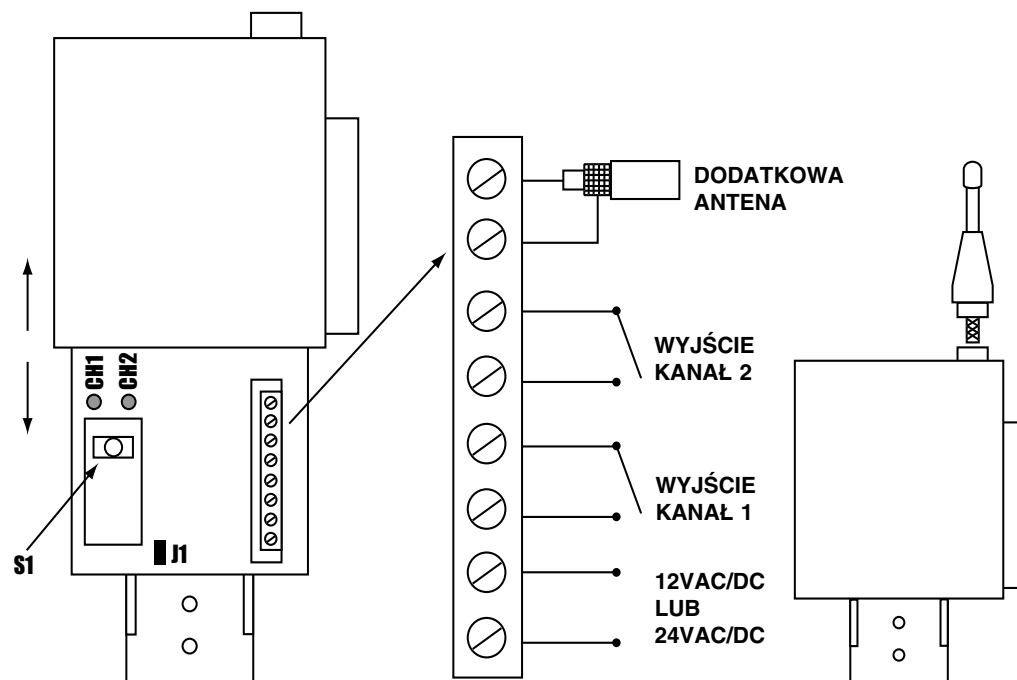 CH1
CH2
S1
J1
DODATKOWA
ANTENA
WYJŚCIE
KANAŁ 2
WYJŚCIE
KANAŁ 1
12VAC/DC
LUB
24VAC/DC